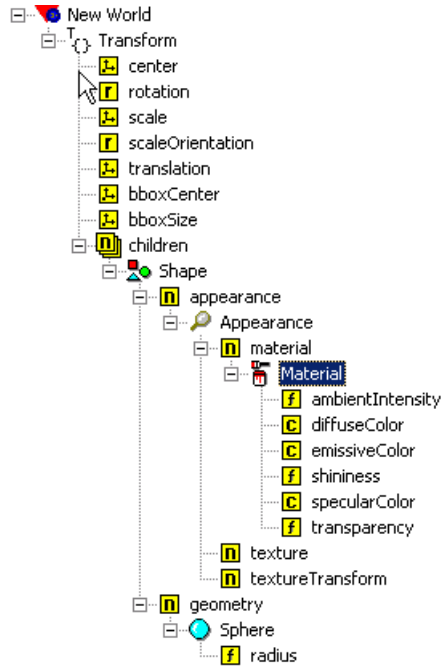 New World
T
{} Transform
center
r rotation
scale
r scaleOrientation
translation
bboxCenter
bboxSize
n children
Shape
n appearance
Appearance
n material
Material
f ambientIntensity
C diffuseColor
C emissiveColor
f shininess
C specularColor
f transparency
n texture
n textureTransform
n geometry
Sphere
f radius